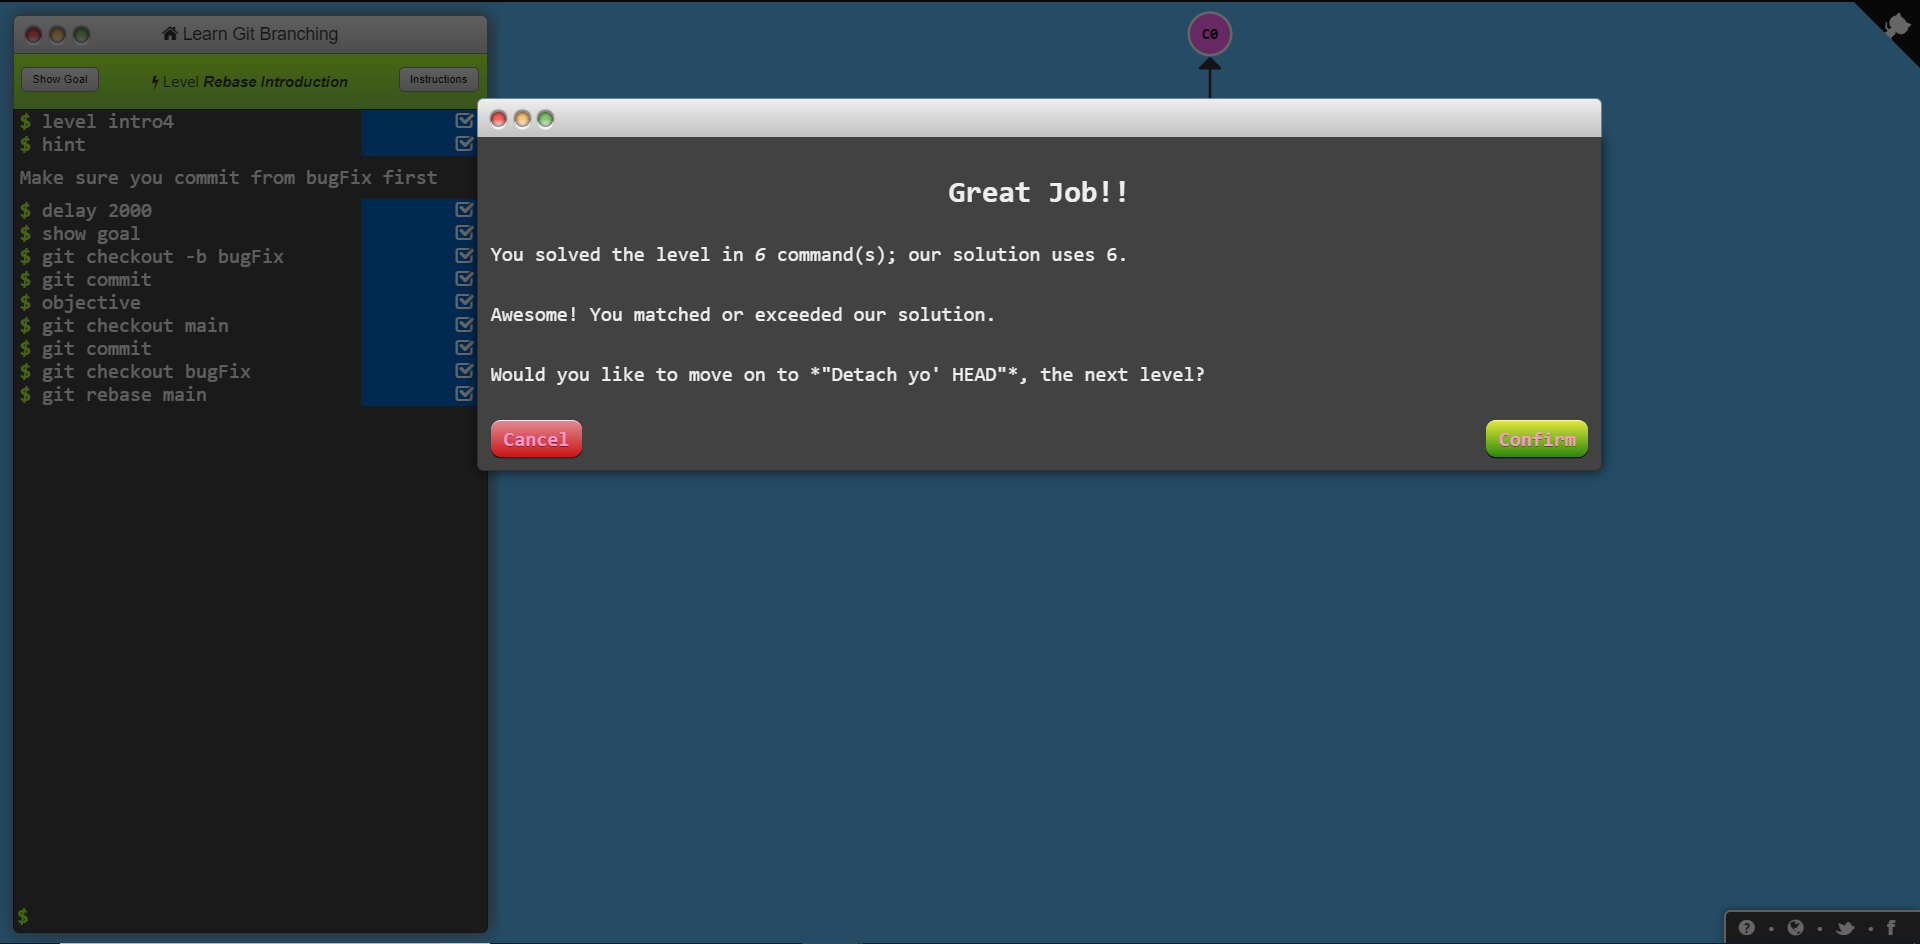 Learn Git Branching
Show Goal
Level Rebase Introduction
Instructions
$ level intro4
$ hint
Make sure you commit from bugFix first
$ delay 2000
$ show goal
$ git checkout -b bugFix
$ git commit
$ objective
$ git checkout main
$ git commit
$ git checkout bugFix
$ git rebase main
$
C0
Great Job!!
You solved the level in 6 command(s); our solution uses 6.
Awesome! You matched or exceeded our solution.
Would you like to move on to *"Detach yo' HEAD"*, the next level?
Cancel
Confirm